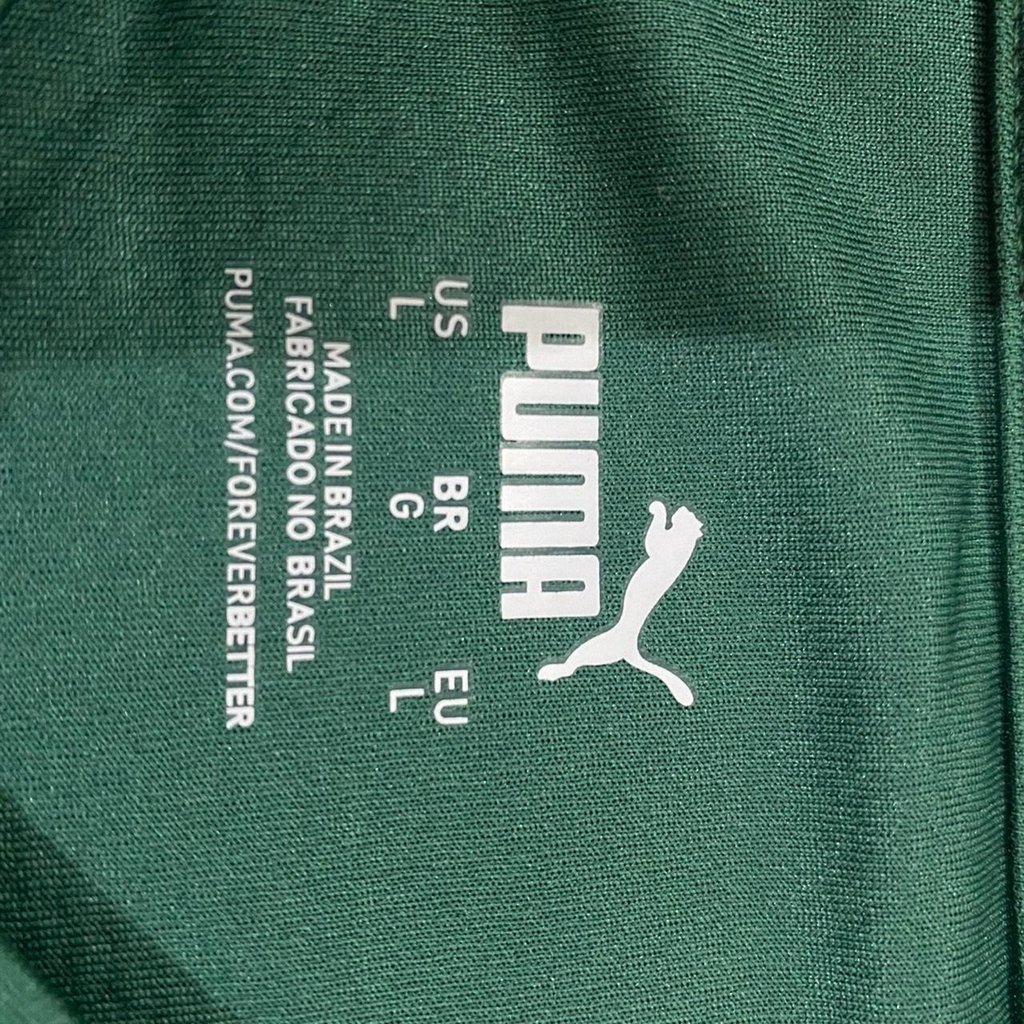 PUMA
US BR EU
L G L
MADE IN BRAZIL
FABRICADO NO BRASIL
PUMA.COM/FOREVERBETTER